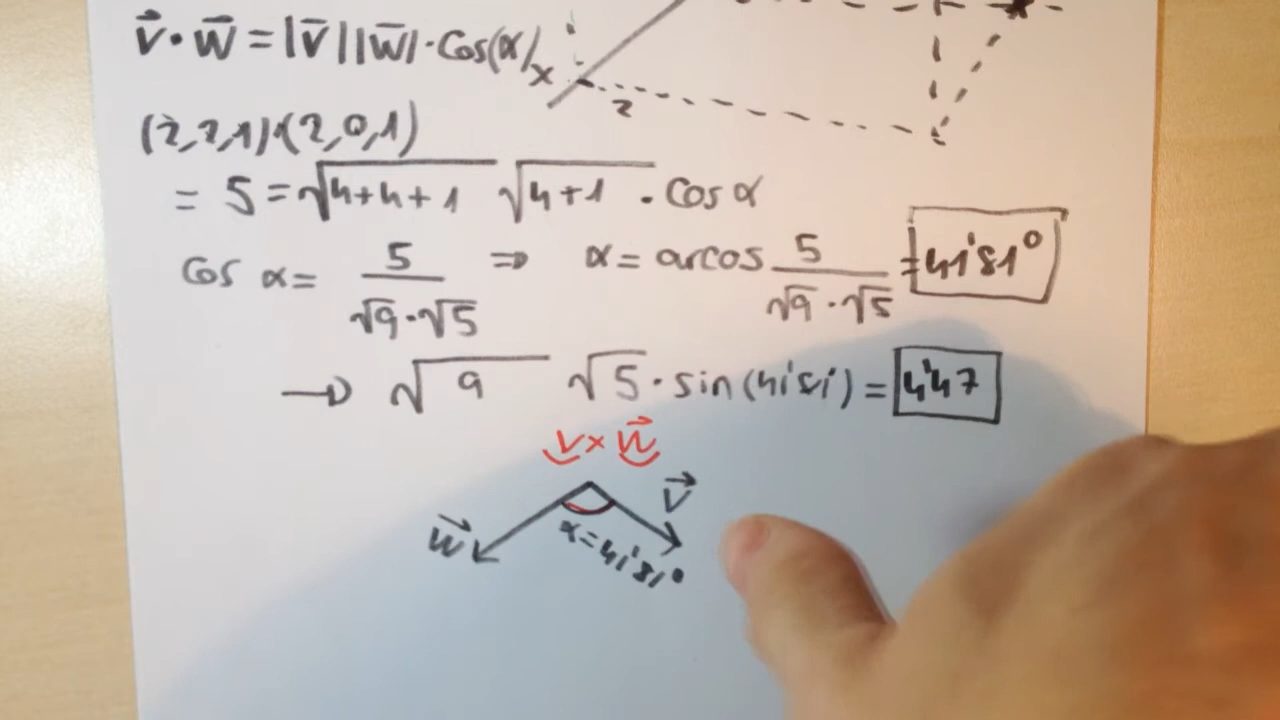 v⃗·w⃗ = |v̅||w̅|·cos(α)
x
2
(2,2,1)·(2,0,1)
= 5 = √4+4+1 √4+1 · cos α
cos α = 5/√9·√5 ⇒ α = arcos 5/√9·√5 = 41'81°
→ √9 √5 · sin(41'81) = 4'47
v × w⃗
w⃗ v⃗
α = 41'81°